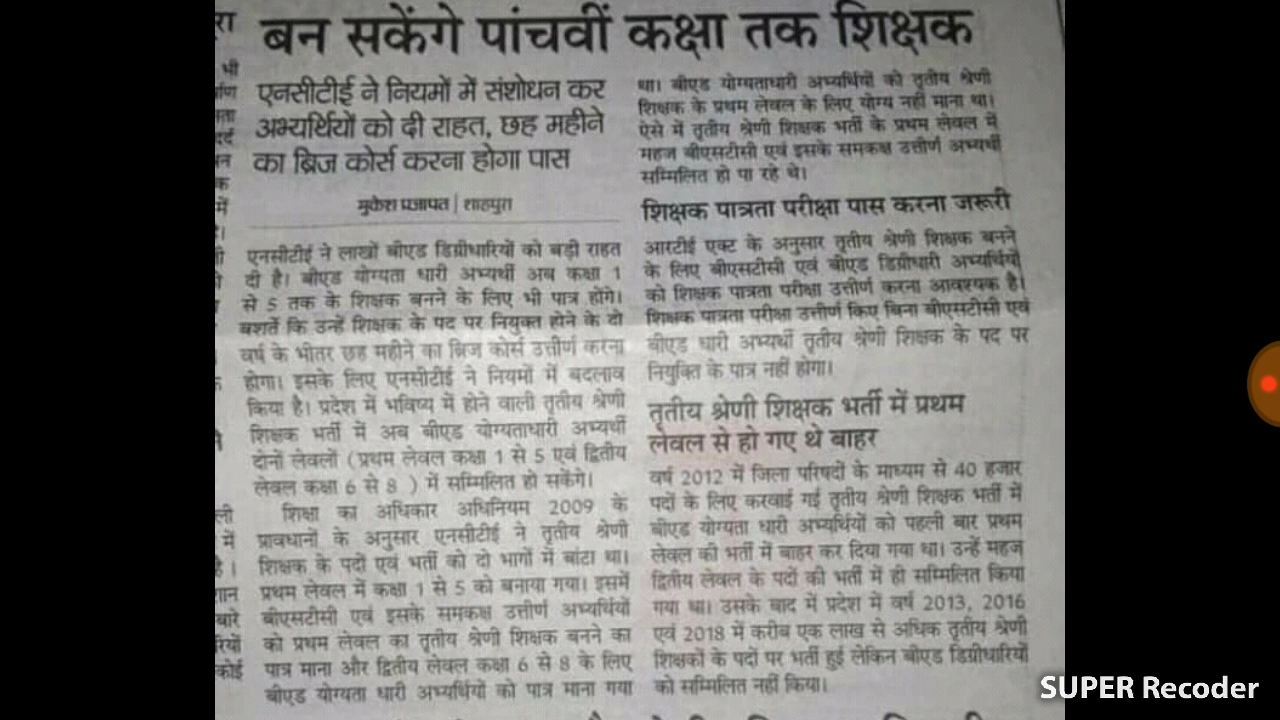 बन सकेंगे पांचवीं कक्षा तक शिक्षक
एनसीटीई ने नियमों में संशोधन कर
अभ्यर्थियों को दी राहत, छह महीने
का ब्रिज कोर्स करना होगा पास
मुकेश प्रजापत | शाहपुरा
एनसीटीई ने लाखों बीएड डिग्रीधारियों को बड़ी राहत
दी है। बीएड योग्यता धारी अभ्यर्थी अब कक्षा 1
से 5 तक के शिक्षक बनने के लिए भी पात्र होंगे।
बशर्ते कि उन्हें शिक्षक के पद पर नियुक्त होने के दो
वर्ष के भीतर छह महीने का ब्रिज कोर्स उत्तीर्ण करना
होगा। इसके लिए एनसीटीई ने नियमों में बदलाव
किया है। प्रदेश में भविष्य में होने वाली तृतीय श्रेणी
शिक्षक भर्ती में अब बीएड योग्यताधारी अभ्यर्थी
दोनों लेवलों (प्रथम लेवल कक्षा 1 से 5 एवं द्वितीय
लेवल कक्षा 6 से 8 ) में सम्मिलित हो सकेंगे।
शिक्षा का अधिकार अधिनियम 2009 के
प्रावधानों के अनुसार एनसीटीई ने तृतीय श्रेणी
शिक्षक के पदों एवं भर्ती को दो भागों में बांटा था।
प्रथम लेवल में कक्षा 1 से 5 को बनाया गया। इसमें
बीएसटीसी एवं इसके समकक्ष उत्तीर्ण अभ्यर्थियों
को प्रथम लेवल का तृतीय श्रेणी शिक्षक बनने का
पात्र माना और द्वितीय लेवल कक्षा 6 से 8 के लिए
बीएड योग्यता धारी अभ्यर्थियों को पात्र माना गया
था। बीएड योग्यताधारी अभ्यर्थियों को तृतीय श्रेणी
शिक्षक के प्रथम लेवल के लिए योग्य नहीं माना था।
ऐसे में तृतीय श्रेणी शिक्षक भर्ती के प्रथम लेवल में
महज बीएसटीसी एवं इसके समकक्ष उत्तीर्ण अभ्यर्थी
सम्मिलित हो पा रहे थे।
शिक्षक पात्रता परीक्षा पास करना जरूरी
आरटीई एक्ट के अनुसार तृतीय श्रेणी शिक्षक बनने
के लिए बीएसटीसी एवं बीएड डिग्रीधारी अभ्यर्थियों
को शिक्षक पात्रता परीक्षा उत्तीर्ण करना आवश्यक है।
शिक्षक पात्रता परीक्षा उत्तीर्ण किए बिना बीएसटीसी एवं
बीएड धारी अभ्यर्थी तृतीय श्रेणी शिक्षक के पद पर
नियुक्ति के पात्र नहीं होगा।
तृतीय श्रेणी शिक्षक भर्ती में प्रथम
लेवल से हो गए थे बाहर
वर्ष 2012 में जिला परिषदों के माध्यम से 40 हजार
पदों के लिए करवाई गई तृतीय श्रेणी शिक्षक भर्ती में
बीएड योग्यता धारी अभ्यर्थियों को पहली बार प्रथम
लेवल की भर्ती में बाहर कर दिया गया था। उन्हें महज
द्वितीय लेवल के पदों की भर्ती में ही सम्मिलित किया
गया था। उसके बाद में प्रदेश में वर्ष 2013, 2016
एवं 2018 में करीब एक लाख से अधिक तृतीय श्रेणी
शिक्षकों के पदों पर भर्ती हुई लेकिन बीएड डिग्रीधारियों
को सम्मिलित नहीं किया।
SUPER Recoder